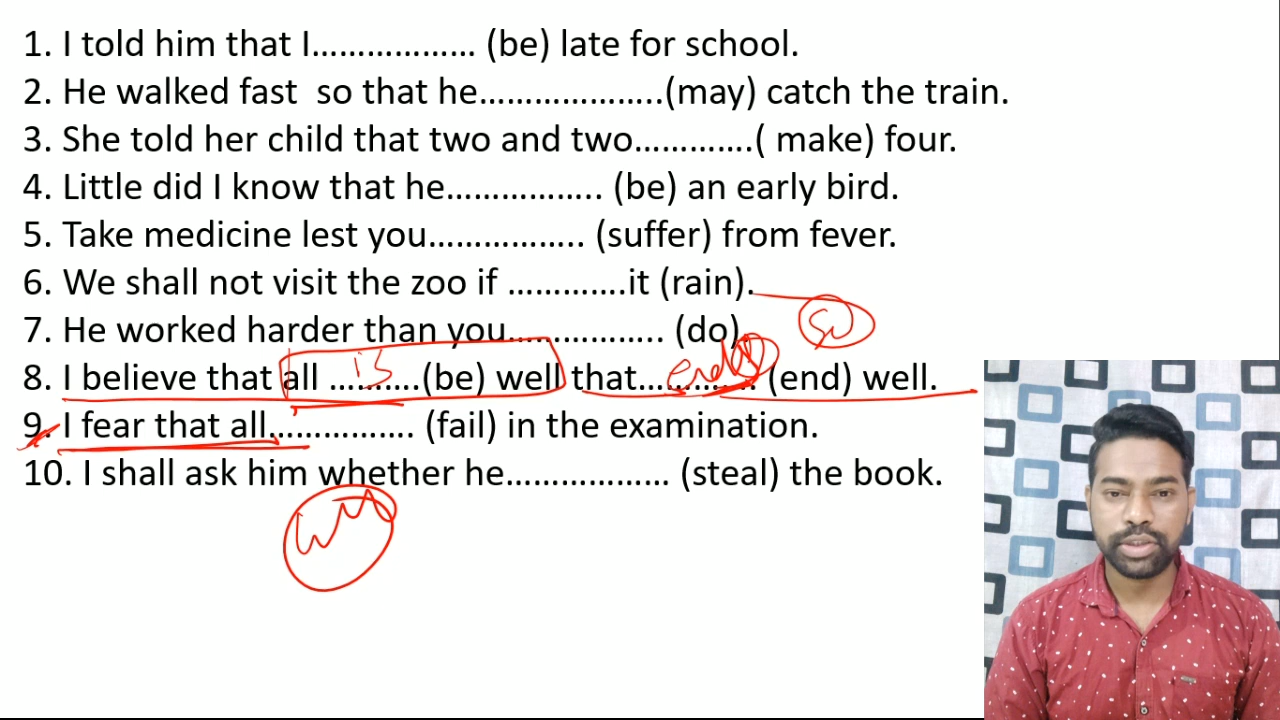 1. I told him that I.................. (be) late for school.
2. He walked fast  so that he....................(may) catch the train.
3. She told her child that two and two.............( make) four.
4. Little did I know that he................. (be) an early bird.
5. Take medicine lest you................. (suffer) from fever.
6. We shall not visit the zoo if .............it (rain).
7. He worked harder than you................. (do)
8. I believe that all ....is....(be) well that............. (end) well.
9. I fear that all................ (fail) in the examination.
10. I shall ask him whether he.................. (steal) the book.